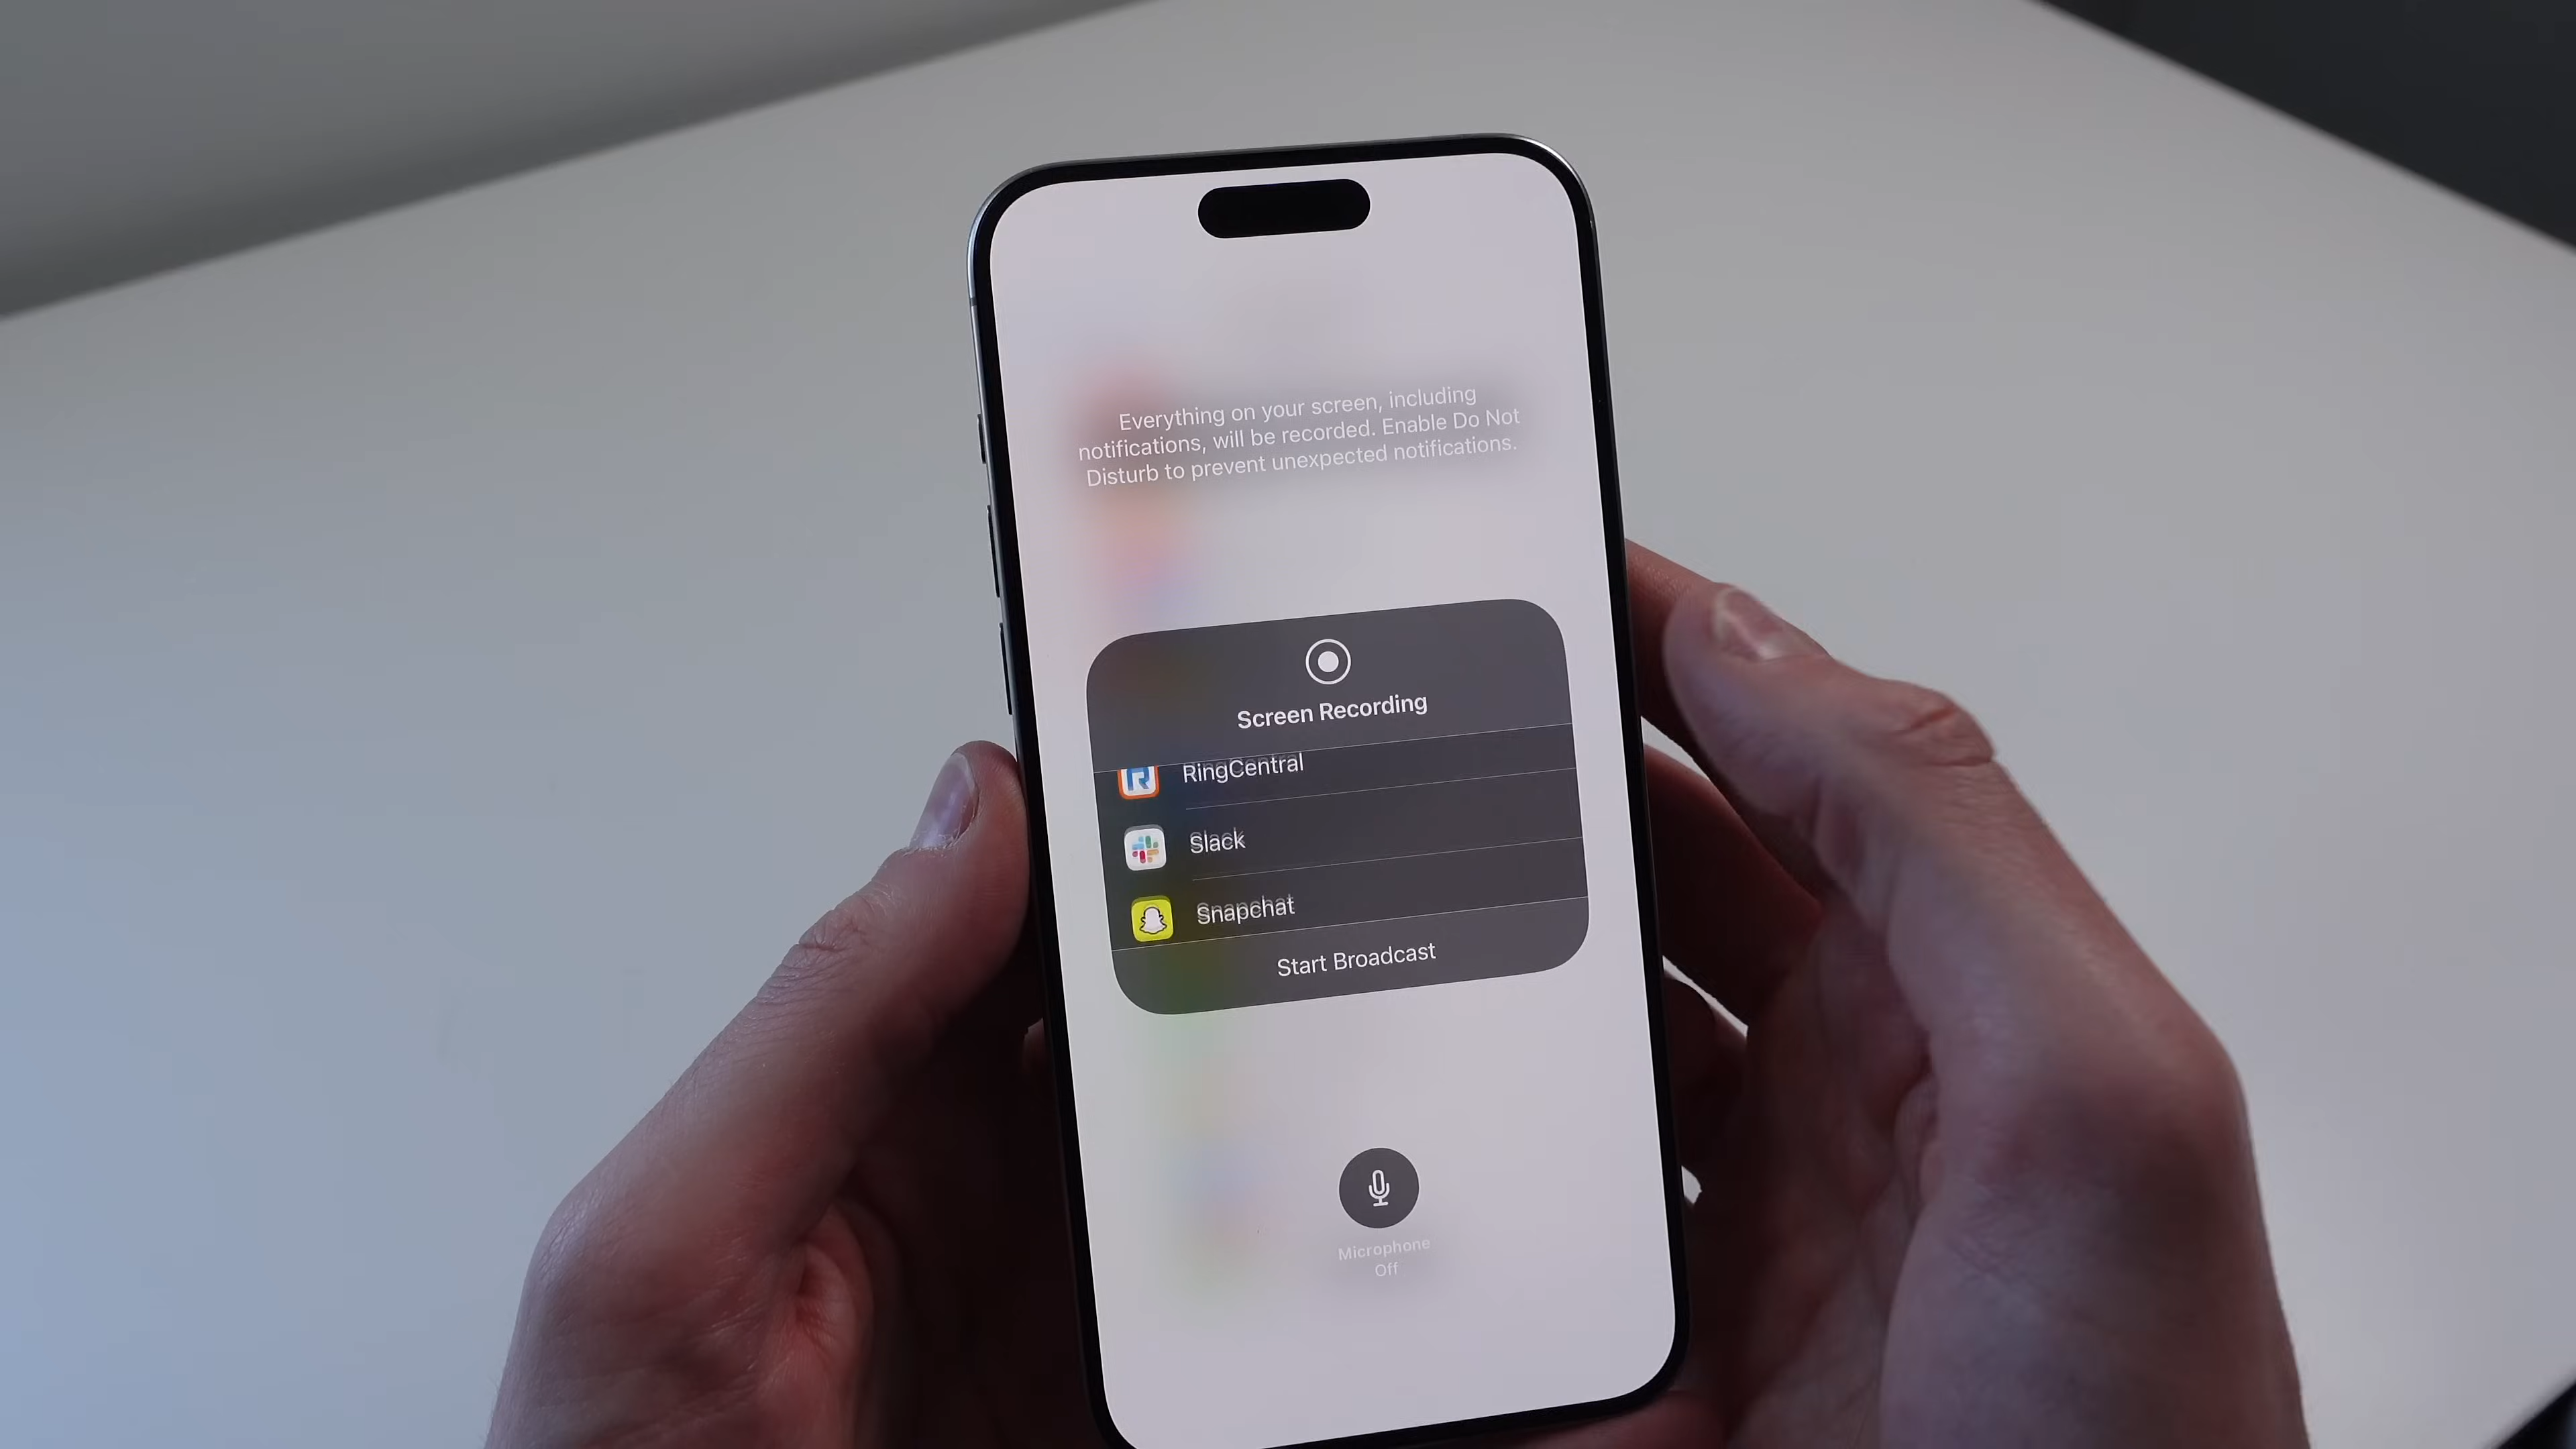 Everything on your screen, including
notifications, will be recorded. Enable Do Not
Disturb to prevent unexpected notifications.
Screen Recording
RingCentral
Slack
Snapchat
Start Broadcast
Microphone
Off